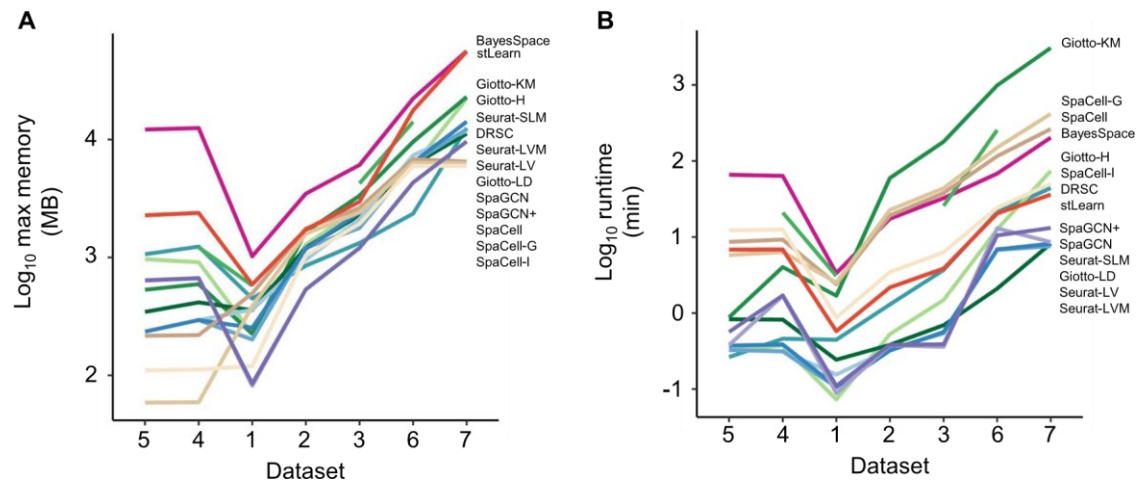 A
Log10 max memory
(MB)
4
3
2
5 4 1 2 3 6 7
Dataset
BayesSpace
stLearn
Giotto-KM
Giotto-H
Seurat-SLM
DRSC
Seurat-LVM
Seurat-LV
Giotto-LD
SpaGCN
SpaGCN+
SpaCell
SpaCell-G
SpaCell-I
B
Log10 runtime
(min)
3
2
1
0
-1
5 4 1 2 3 6 7
Dataset
Giotto-KM
SpaCell-G
SpaCell
BayesSpace
Giotto-H
SpaCell-I
DRSC
stLearn
SpaGCN+
SpaGCN
Seurat-SLM
Giotto-LD
Seurat-LV
Seurat-LVM